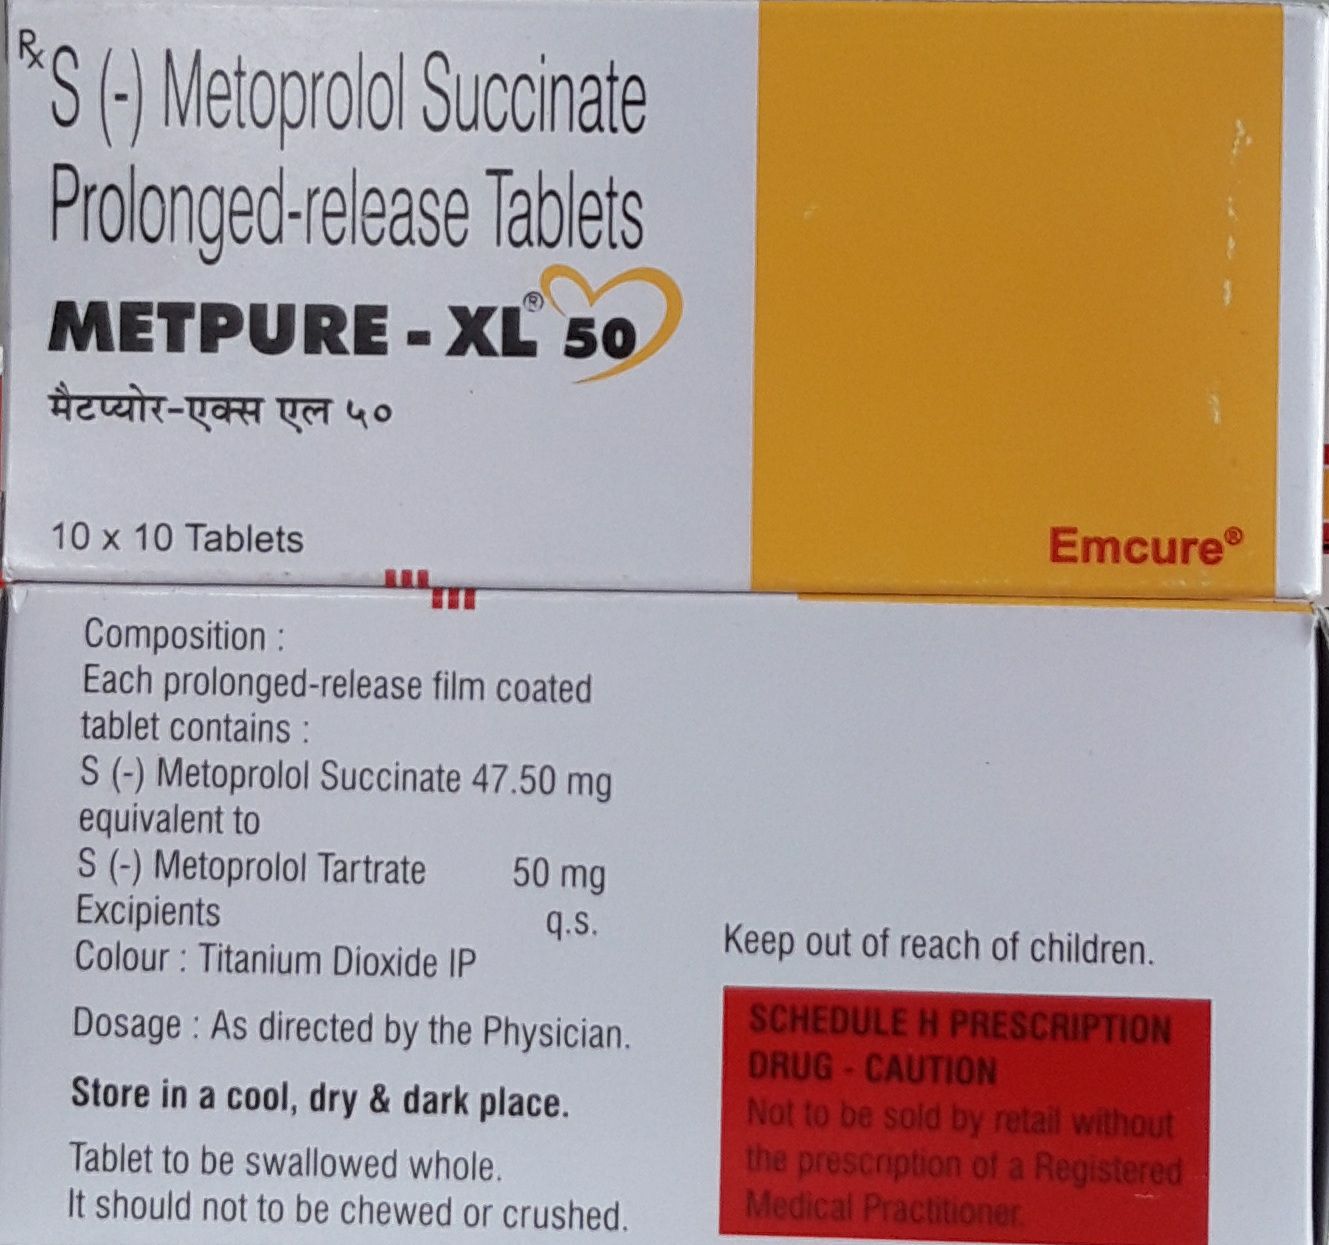 Rx S (-) Metoprolol Succinate
Prolonged-release Tablets
METPURE - XL® 50
मैटप्योर-एक्स एल ५०
10 x 10 Tablets
Emcure®
Composition :
Each prolonged-release film coated
tablet contains :
S (-) Metoprolol Succinate 47.50 mg
equivalent to
S (-) Metoprolol Tartrate 50 mg
Excipients q.s.
Colour : Titanium Dioxide IP
Dosage : As directed by the Physician.
Store in a cool, dry & dark place.
Tablet to be swallowed whole.
It should not to be chewed or crushed.
Keep out of reach of children.
SCHEDULE H PRESCRIPTION
DRUG - CAUTION
Not to be sold by retail without
the prescription of a Registered
Medical Practitioner.